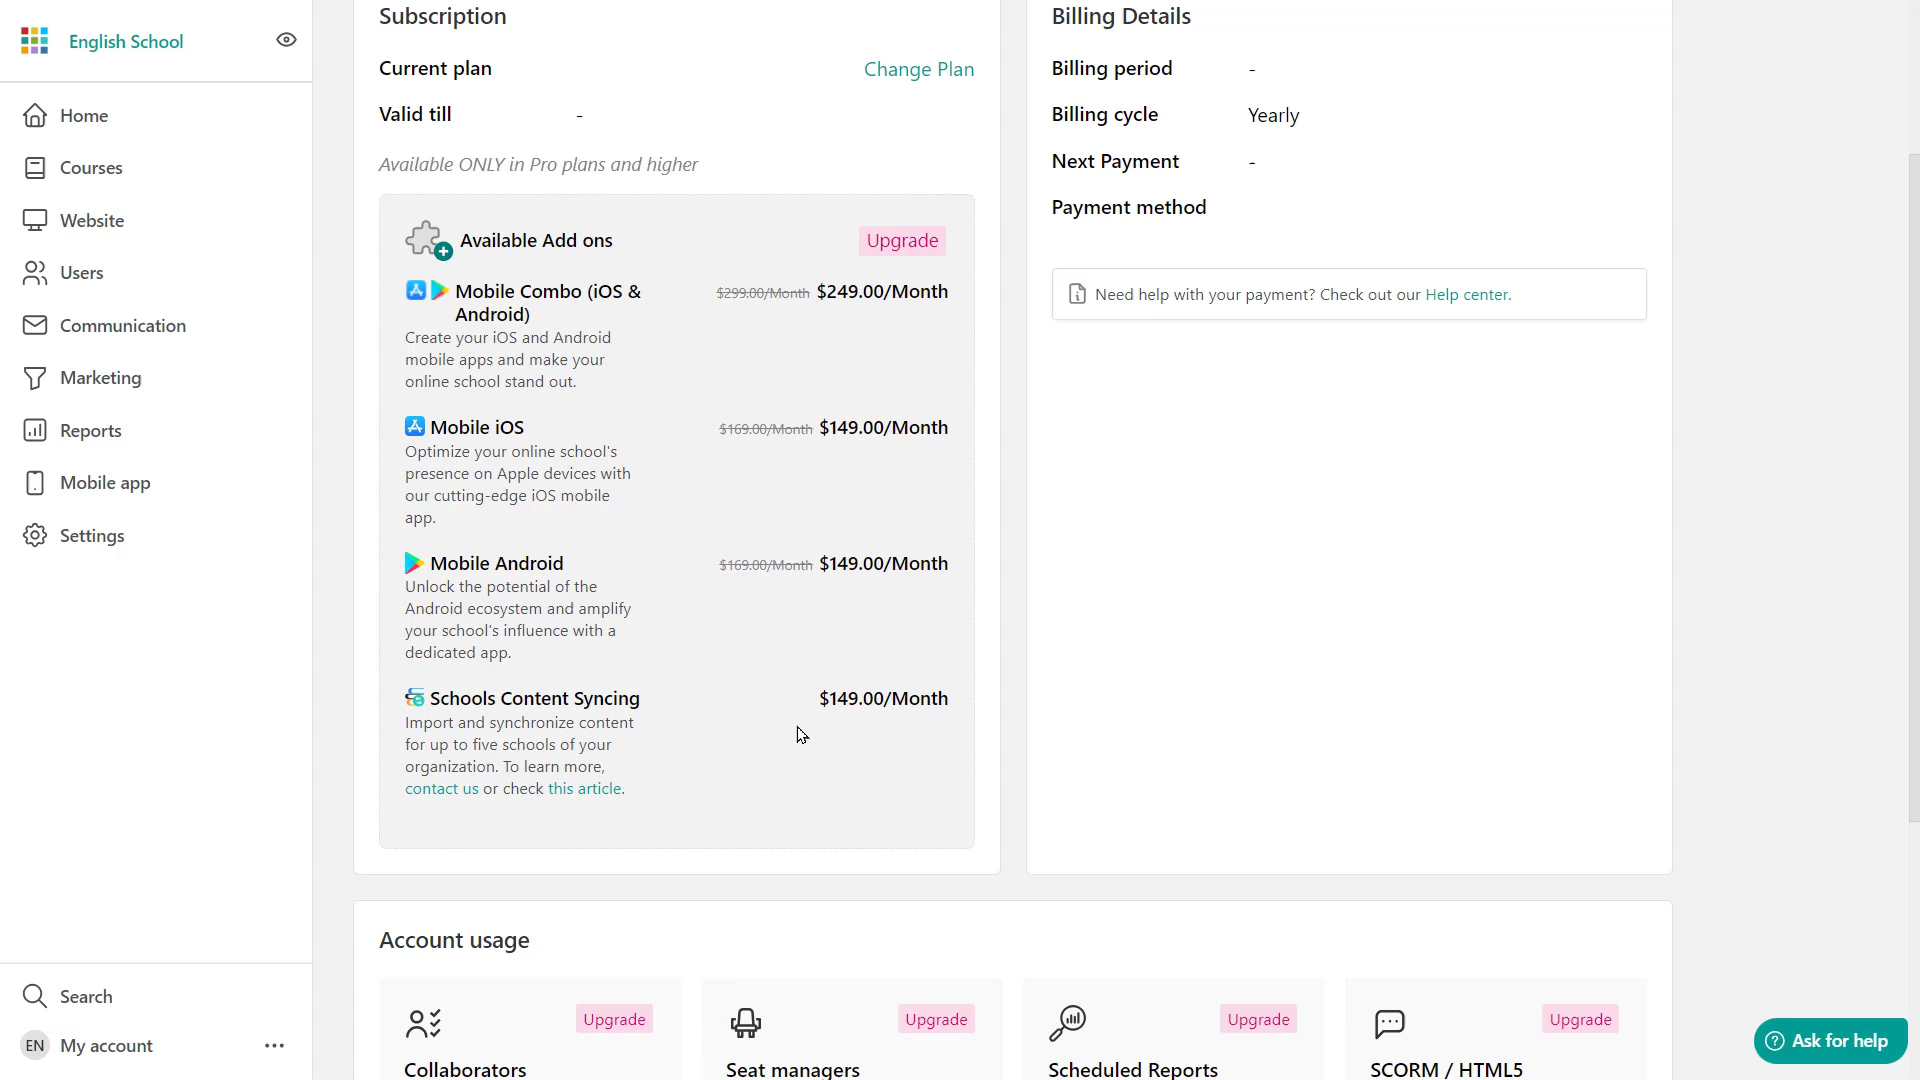 English School
Home
Courses
Website
Users
Communication
Marketing
Reports
Mobile app
Settings
Search
EN My account
Subscription
Current plan
Change Plan
Valid till -
Available ONLY in Pro plans and higher
Available Add ons
Upgrade
Mobile Combo (iOS &
Android)
$299.00/Month $249.00/Month
Create your iOS and Android
mobile apps and make your
online school stand out.
Mobile iOS
$169.00/Month $149.00/Month
Optimize your online school's
presence on Apple devices with
our cutting-edge iOS mobile
app.
Mobile Android
$169.00/Month $149.00/Month
Unlock the potential of the
Android ecosystem and amplify
your school's influence with a
dedicated app.
Schools Content Syncing
$149.00/Month
Import and synchronize content
for up to five schools of your
organization. To learn more,
contact us or check this article.
Billing Details
Billing period -
Billing cycle Yearly
Next Payment -
Payment method
Need help with your payment? Check out our Help center.
Account usage
Upgrade
Collaborators
Upgrade
Seat managers
Upgrade
Scheduled Reports
Upgrade
SCORM / HTML5
Ask for help